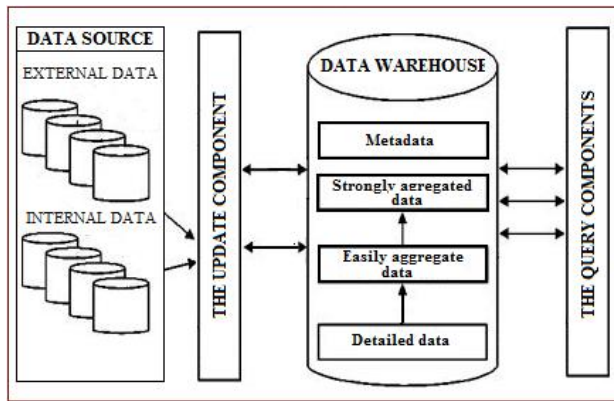 DATA SOURCE
EXTERNAL DATA
INTERNAL DATA
THE UPDATE COMPONENT
DATA WAREHOUSE
Metadata
Strongly agregated
data
Easily aggregate
data
Detailed data
THE QUERY COMPONENTS